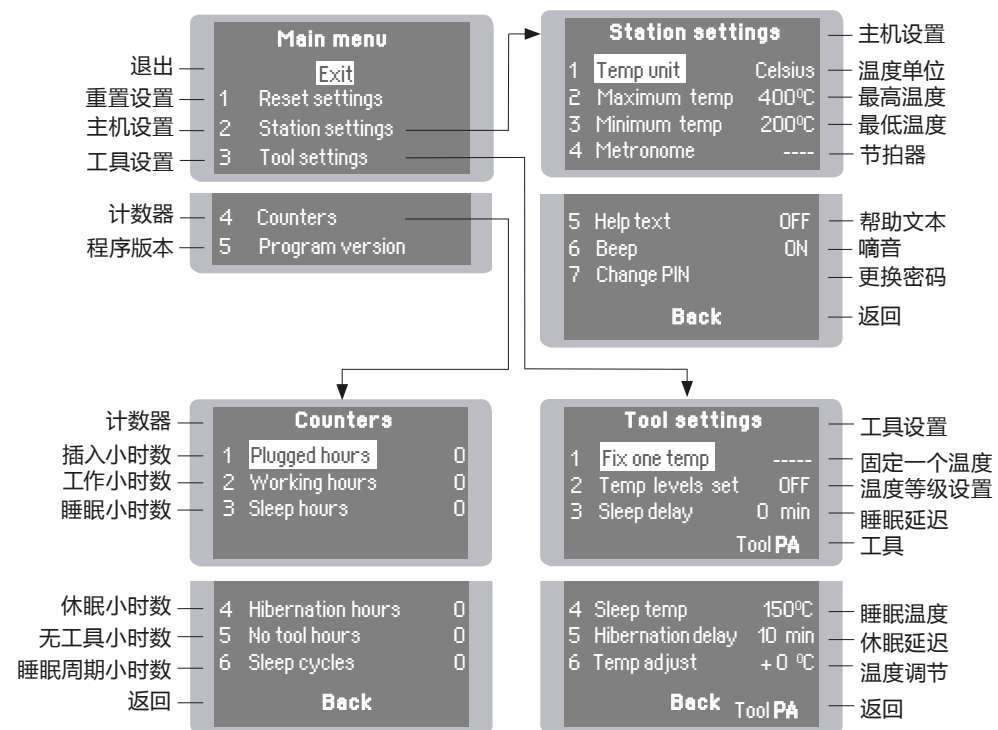 Main menu
退出
Exit
重置设置
1 Reset settings
主机设置
2 Station settings
工具设置
3 Tool settings
计数器
4 Counters
程序版本
5 Program version
Station settings
主机设置
1 Temp unit Celsius
温度单位
2 Maximum temp 400ºC
最高温度
3 Minimum temp 200ºC
最低温度
4 Metronome ----
节拍器
5 Help text OFF
帮助文本
6 Beep ON
嘀音
7 Change PIN
更换密码
Back
返回
计数器
Counters
插入小时数
1 Plugged hours 0
工作小时数
2 Working hours 0
睡眠小时数
3 Sleep hours 0
休眠小时数
4 Hibernation hours 0
无工具小时数
5 No tool hours 0
睡眠周期小时数
6 Sleep cycles 0
返回
Back
Tool settings
工具设置
1 Fix one temp -----
固定一个温度
2 Temp levels set OFF
温度等级设置
3 Sleep delay 0 min
睡眠延迟
Tool PA
工具
4 Sleep temp 150ºC
睡眠温度
5 Hibernation delay 10 min
休眠延迟
6 Temp adjust +0 ºC
温度调节
Back
Tool PA
返回